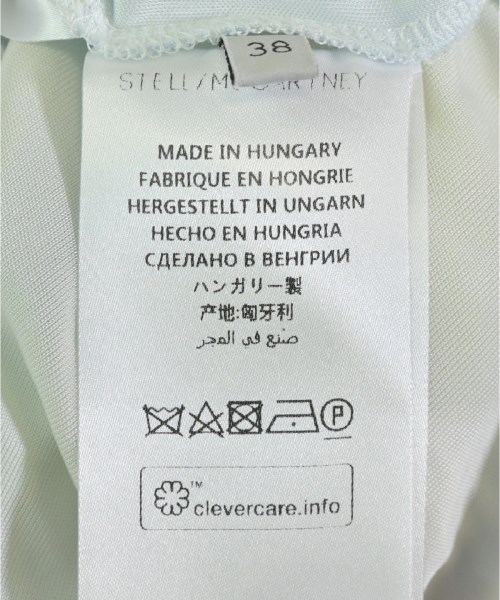 38
STELLA McCARTNEY
MADE IN HUNGARY
FABRIQUE EN HONGRIE
HERGESTELLT IN UNGARN
HECHO EN HUNGRIA
СДЕЛАНО В ВЕНГРИИ
ハンガリー製
产地:匈牙利
صنع في المجر
P
™
clevercare.info